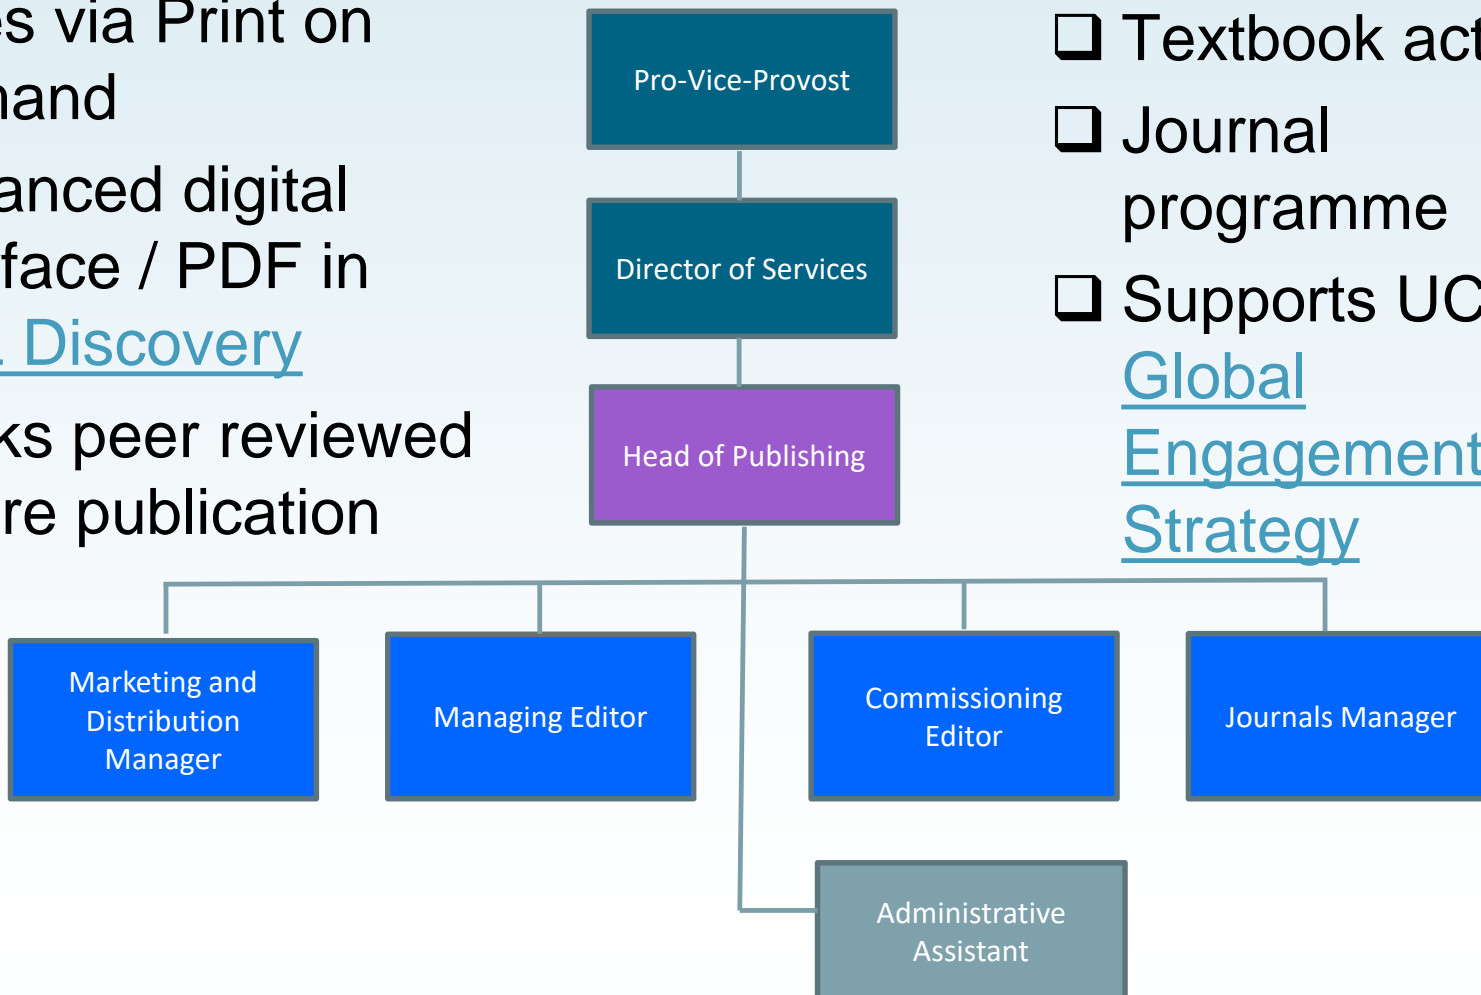 es via Print on
hand
anced digital
face / PDF in
Discovery
ks peer reviewed
re publication
Pro-Vice-Provost
Director of Services
Head of Publishing
❑ Textbook act
❑ Journal
programme
❑ Supports UC
Global
Engagement
Strategy
Marketing and
Distribution
Manager
Managing Editor
Commissioning
Editor
Journals Manager
Administrative
Assistant